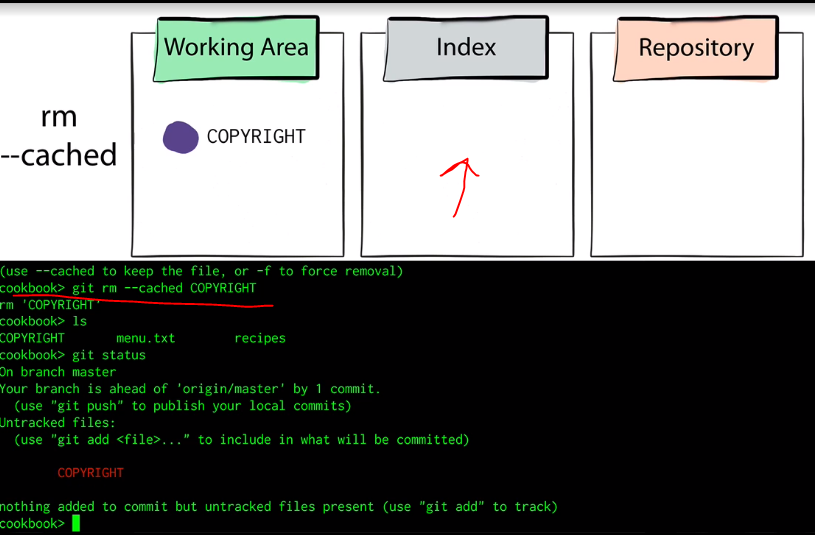 Working Area
Index
Repository
rm
--cached
COPYRIGHT
(use --cached to keep the file, or -f to force removal)
cookbook> git rm --cached COPYRIGHT
rm 'COPYRIGHT'
cookbook> ls
COPYRIGHT menu.txt recipes
cookbook> git status
On branch master
Your branch is ahead of 'origin/master' by 1 commit.
(use "git push" to publish your local commits)
Untracked files:
(use "git add <file>..." to include in what will be committed)
COPYRIGHT
nothing added to commit but untracked files present (use "git add" to track)
cookbook>